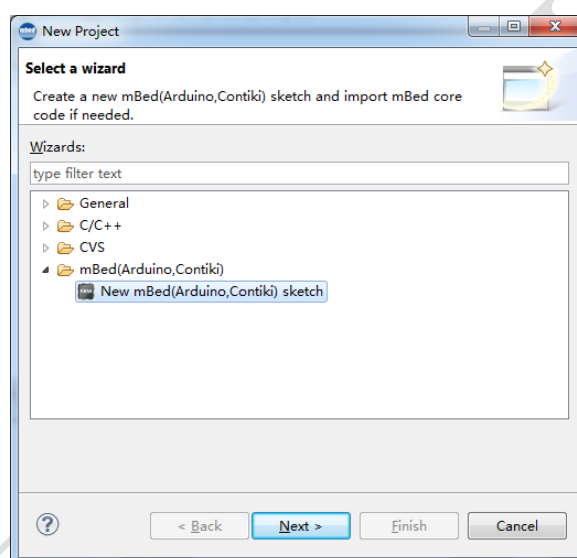 New Project
Select a wizard
Create a new mBed(Arduino,Contiki) sketch and import mBed core
code if needed.
Wizards:
type filter text
General
C/C++
CVS
mBed(Arduino,Contiki)
New mBed(Arduino,Contiki) sketch
< Back Next > Finish Cancel